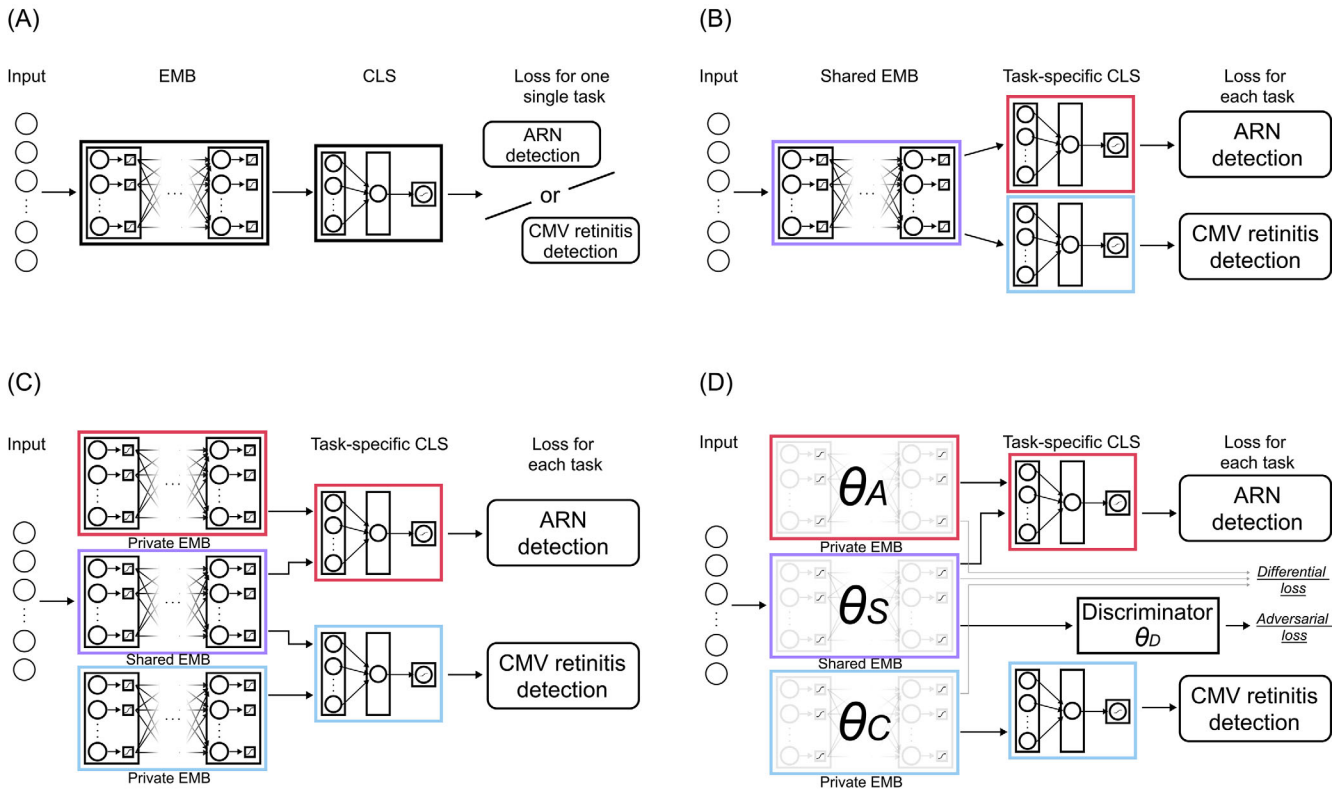 (A)
Input
EMB
CLS
Loss for one
single task
ARN
detection
or
CMV retinitis
detection
(B)
Input
Shared EMB
Task-specific CLS
Loss for
each task
ARN
detection
CMV retinitis
detection
(C)
Input
Private EMB
Shared EMB
Private EMB
Task-specific CLS
Loss for
each task
ARN
detection
CMV retinitis
detection
(D)
Input
θA
Private EMB
θS
Shared EMB
θC
Private EMB
Task-specific CLS
Loss for
each task
ARN
detection
Differential
loss
Discriminator
θD
Adversarial
loss
CMV retinitis
detection